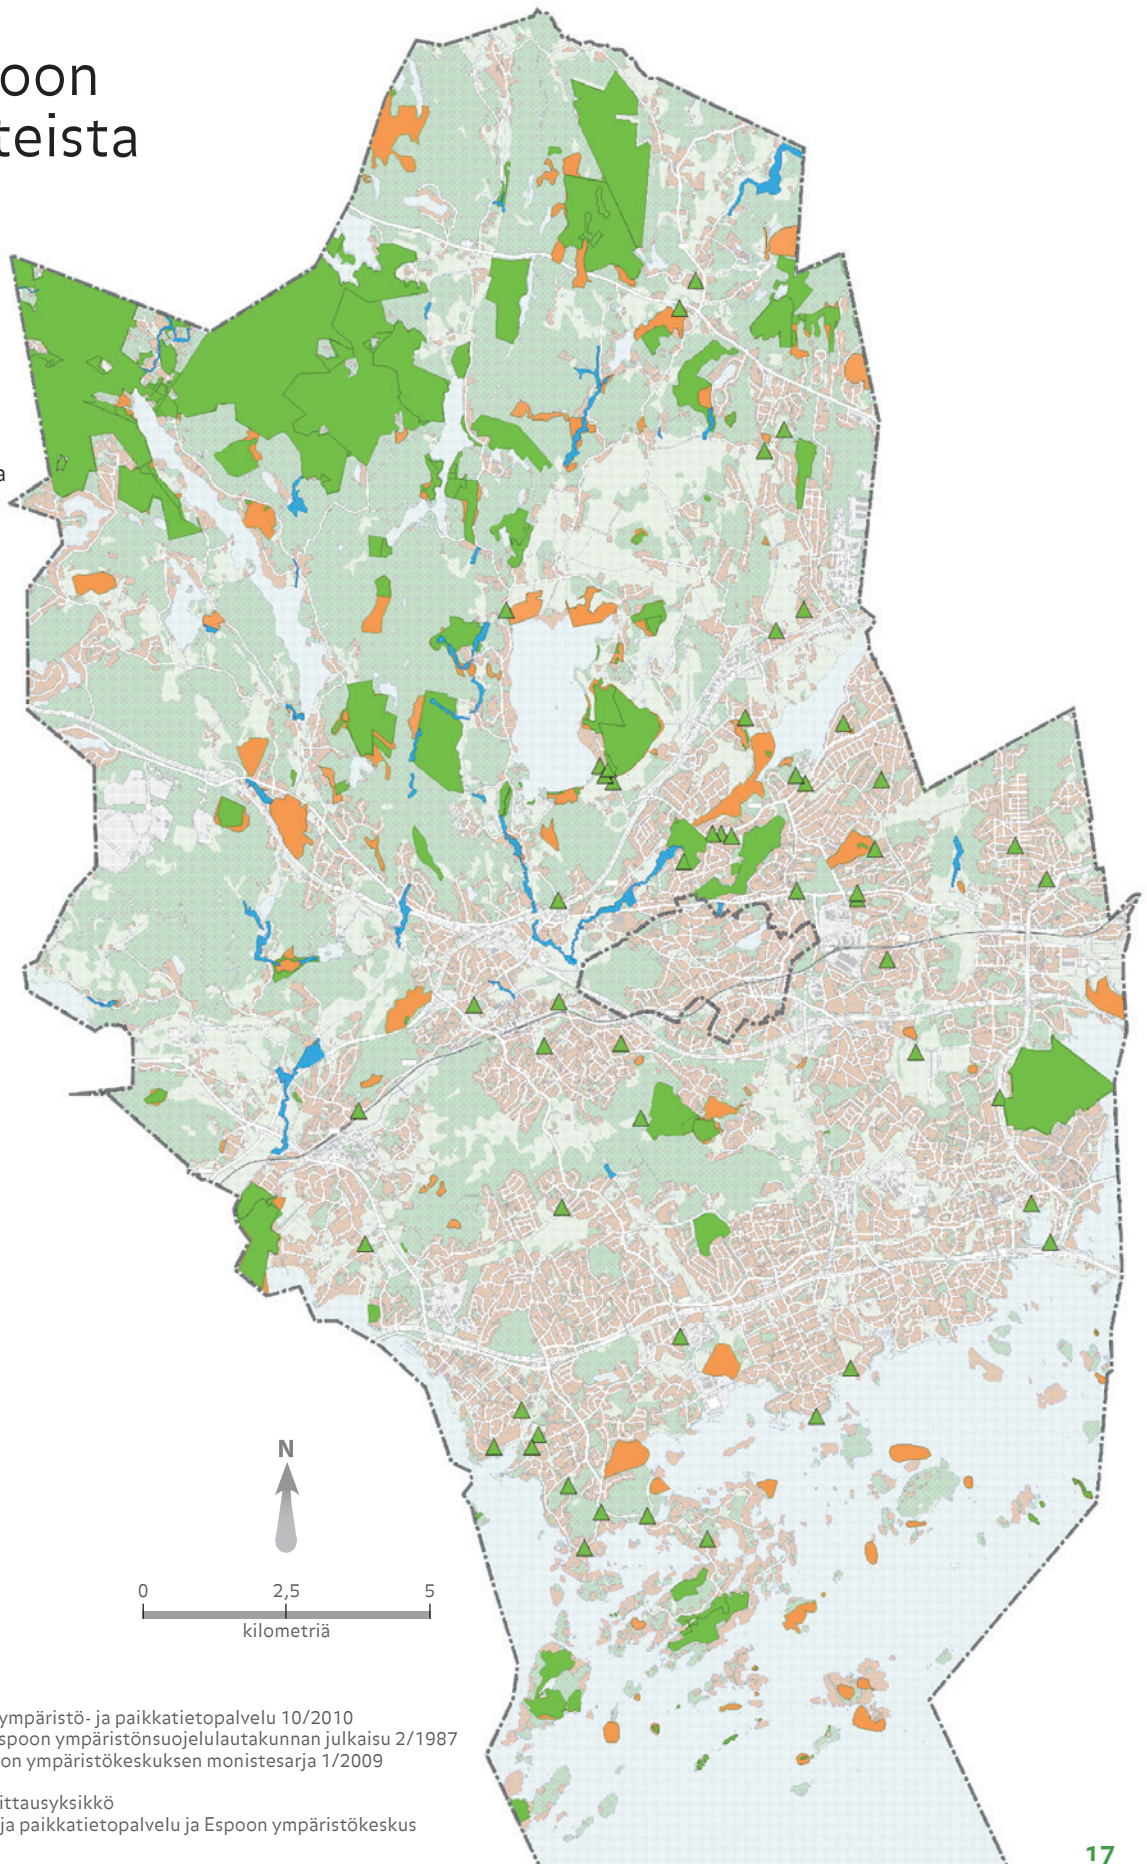 oon
teista
a
N
0 2,5 5
kilometriä
ympäristö- ja paikkatietopalvelu 10/2010
spoon ympäristönsuojelulautakunnan julkaisu 2/1987
on ympäristökeskuksen monistesarja 1/2009
ittausyksikkö
ja paikkatietopalvelu ja Espoon ympäristökeskus
17